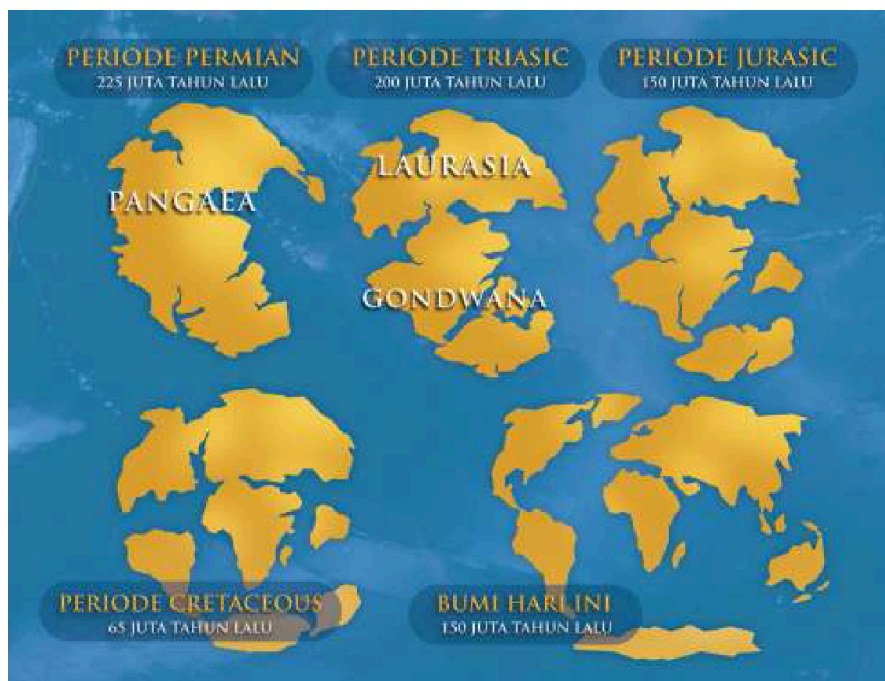 PERIODE PERMIAN
225 JUTA TAHUN LALU
PERIODE TRIASIC
200 JUTA TAHUN LALU
PERIODE JURASIC
150 JUTA TAHUN LALU
PANGAEA
LAURASIA
GONDWANA
PERIODE CRETACEOUS
65 JUTA TAHUN LALU
BUMI HARI INI
150 JUTA TAHUN LALU